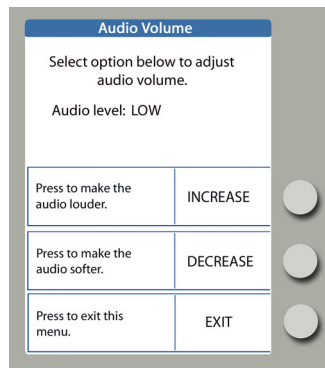 Audio Volume
Select option below to adjust
audio volume.
Audio level: LOW
Press to make the
audio louder.
INCREASE
Press to make the
audio softer.
DECREASE
Press to exit this
menu.
EXIT